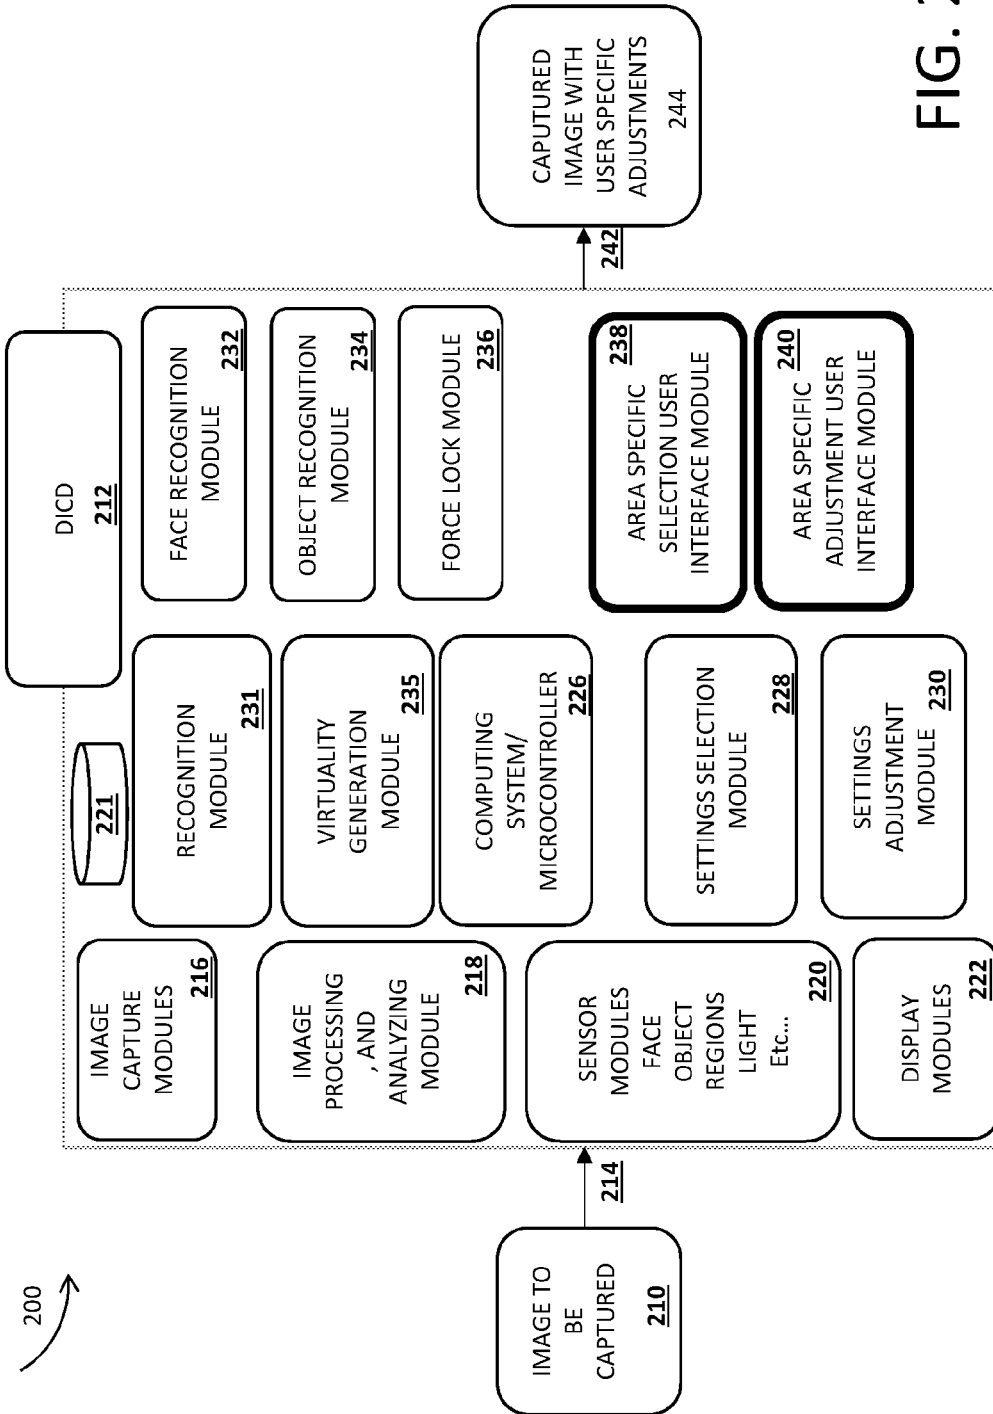 200
IMAGE TO
BE
CAPTURED
210
214
DICD
212
221
IMAGE
CAPTURE
MODULES
216
IMAGE
PROCESSING
, AND
ANALYZING
MODULE
218
SENSOR
MODULES
FACE
OBJECT
REGIONS
LIGHT
Etc...
220
DISPLAY
MODULES
222
RECOGNITION
MODULE
231
VIRTUALITY
GENERATION
MODULE
235
COMPUTING
SYSTEM/
MICROCONTROLLER
226
SETTINGS SELECTION
MODULE
228
SETTINGS
ADJUSTMENT
MODULE
230
FACE RECOGNITION
MODULE
232
OBJECT RECOGNITION
MODULE
234
FORCE LOCK MODULE
236
AREA SPECIFIC
SELECTION USER
INTERFACE MODULE
238
AREA SPECIFIC
ADJUSTMENT USER
INTERFACE MODULE
240
242
CAPUTURED
IMAGE WITH
USER SPECIFIC
ADJUSTMENTS
244
FIG. 2